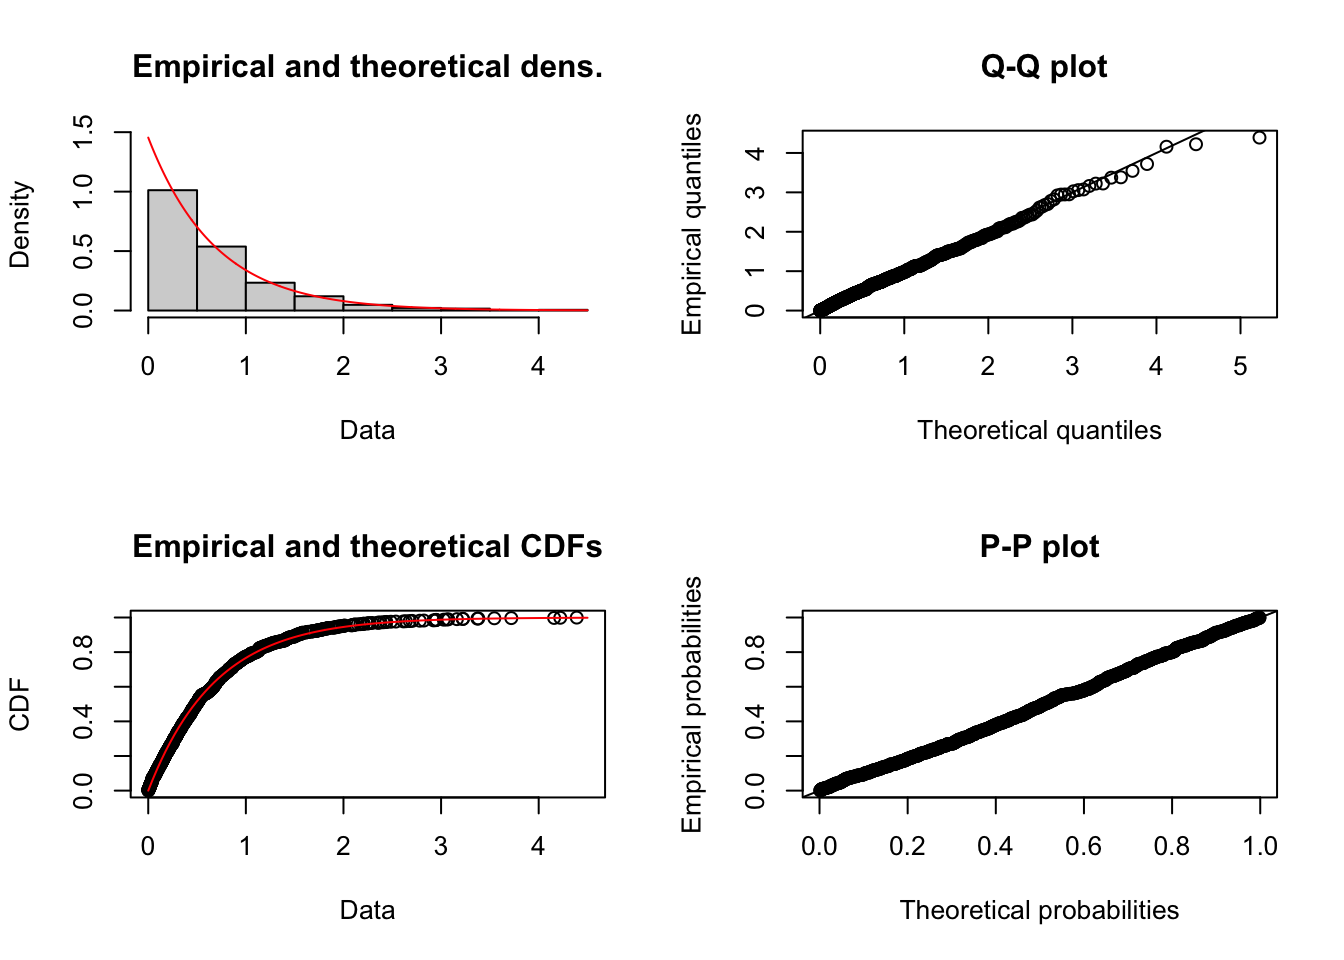 Empirical and theoretical dens.
Density
0.0 0.5 1.0 1.5
0 1 2 3 4
Data
Q-Q plot
Empirical quantiles
0 1 2 3 4
0 1 2 3 4 5
Theoretical quantiles
Empirical and theoretical CDFs
CDF
0.0 0.4 0.8
0 1 2 3 4
Data
P-P plot
Empirical probabilities
0.0 0.4 0.8
0.0 0.2 0.4 0.6 0.8 1.0
Theoretical probabilities